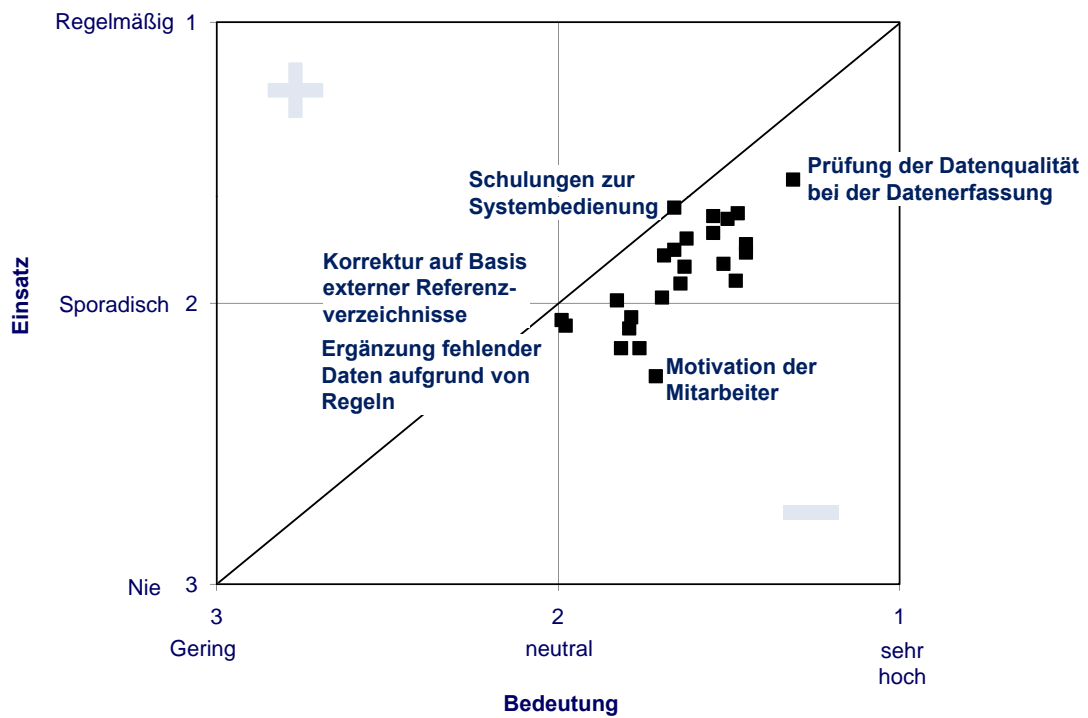 Regelmäßig 1
Prüfung der Datenqualität
bei der Datenerfassung
Schulungen zur
Systembedienung
Korrektur auf Basis
externer Referenz-
verzeichnisse
Einsatz
Sporadisch 2
Ergänzung fehlender
Daten aufgrund von
Regeln
Motivation der
Mitarbeiter
Nie 3
3 2 1
Gering neutral sehr
hoch
Bedeutung